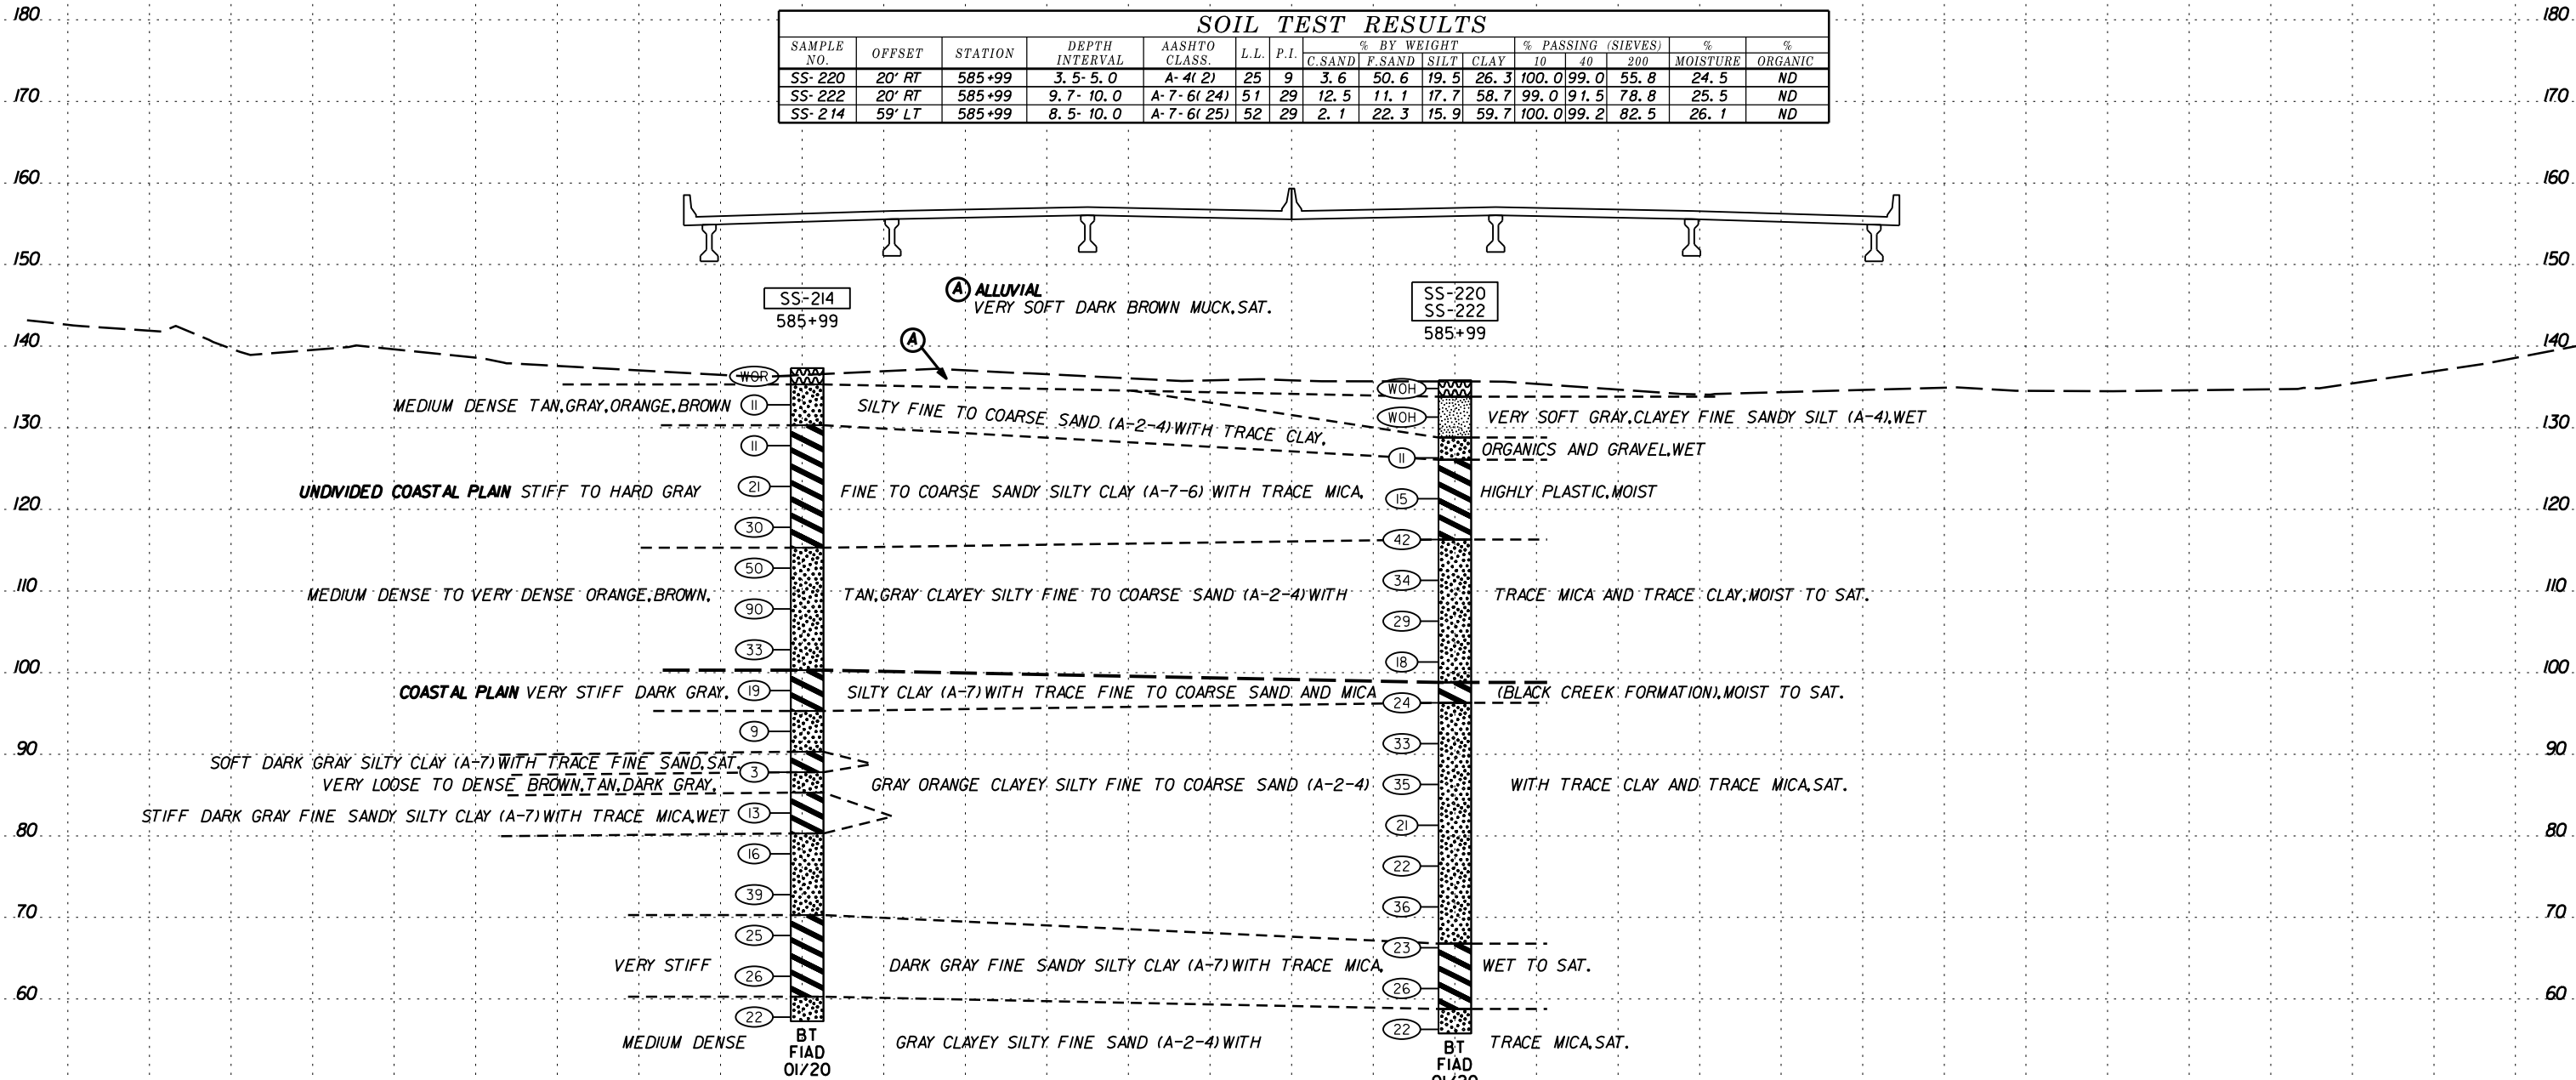 180 180
SOIL TEST RESULTS
SAMPLE NO. OFFSET STATION DEPTH INTERVAL AASHTO CLASS. L.L. P.I. % BY WEIGHT % PASSING (SIEVES) % MOISTURE % ORGANIC
C.SAND F.SAND SILT CLAY 10 40 200
SS-220 20' RT 585+99 3.5-5.0 A-4(2) 25 9 3.6 50.6 19.5 26.3 100.0 99.0 55.8 24.5 ND
SS-222 20' RT 585+99 9.7-10.0 A-7-6(24) 51 29 12.5 11.1 17.7 58.7 99.0 91.5 78.8 25.5 ND
SS-214 59' LT 585+99 8.5-10.0 A-7-6(25) 52 29 2.1 22.3 15.9 59.7 100.0 99.2 82.5 26.1 ND
170 170
160 160
150 150
SS-214
585+99
A ALLUVIAL
VERY SOFT DARK BROWN MUCK,SAT.
SS-220
SS-222
585+99
140 A 140
WOR WOH
MEDIUM DENSE TAN,GRAY,ORANGE,BROWN 11 SILTY FINE TO COARSE SAND (A-2-4)WITH TRACE CLAY, WOH VERY SOFT GRAY,CLAYEY FINE SANDY SILT (A-4),WET
130 130
11 11 ORGANICS AND GRAVEL,WET
UNDIVIDED COASTAL PLAIN STIFF TO HARD GRAY 21 FINE TO COARSE SANDY SILTY CLAY (A-7-6) WITH TRACE MICA, 15 HIGHLY PLASTIC,MOIST
120 120
30 42
50 34
110 110
MEDIUM DENSE TO VERY DENSE ORANGE,BROWN, TAN,GRAY CLAYEY SILTY FINE TO COARSE SAND (A-2-4)WITH TRACE MICA AND TRACE CLAY,MOIST TO SAT.
90 29
33 18
100 100
COASTAL PLAIN VERY STIFF DARK GRAY, 19 SILTY CLAY (A-7)WITH TRACE FINE TO COARSE SAND AND MICA 24 (BLACK CREEK FORMATION),MOIST TO SAT.
9 33
90 90
SOFT DARK GRAY SILTY CLAY (A-7)WITH TRACE FINE SAND,SAT. 3
VERY LOOSE TO DENSE BROWN,TAN,DARK GRAY, GRAY ORANGE CLAYEY SILTY FINE TO COARSE SAND (A-2-4) 35 WITH TRACE CLAY AND TRACE MICA,SAT.
STIFF DARK GRAY FINE SANDY SILTY CLAY (A-7)WITH TRACE MICA,WET 13 21
80 80
16 22
39 36
70 70
25 23
VERY STIFF DARK GRAY FINE SANDY SILTY CLAY (A-7)WITH TRACE MICA, WET TO SAT.
26 26
60 60
22 22
MEDIUM DENSE GRAY CLAYEY SILTY FINE SAND (A-2-4)WITH TRACE MICA,SAT.
BT
FIAD
01/20
BT
FIAD